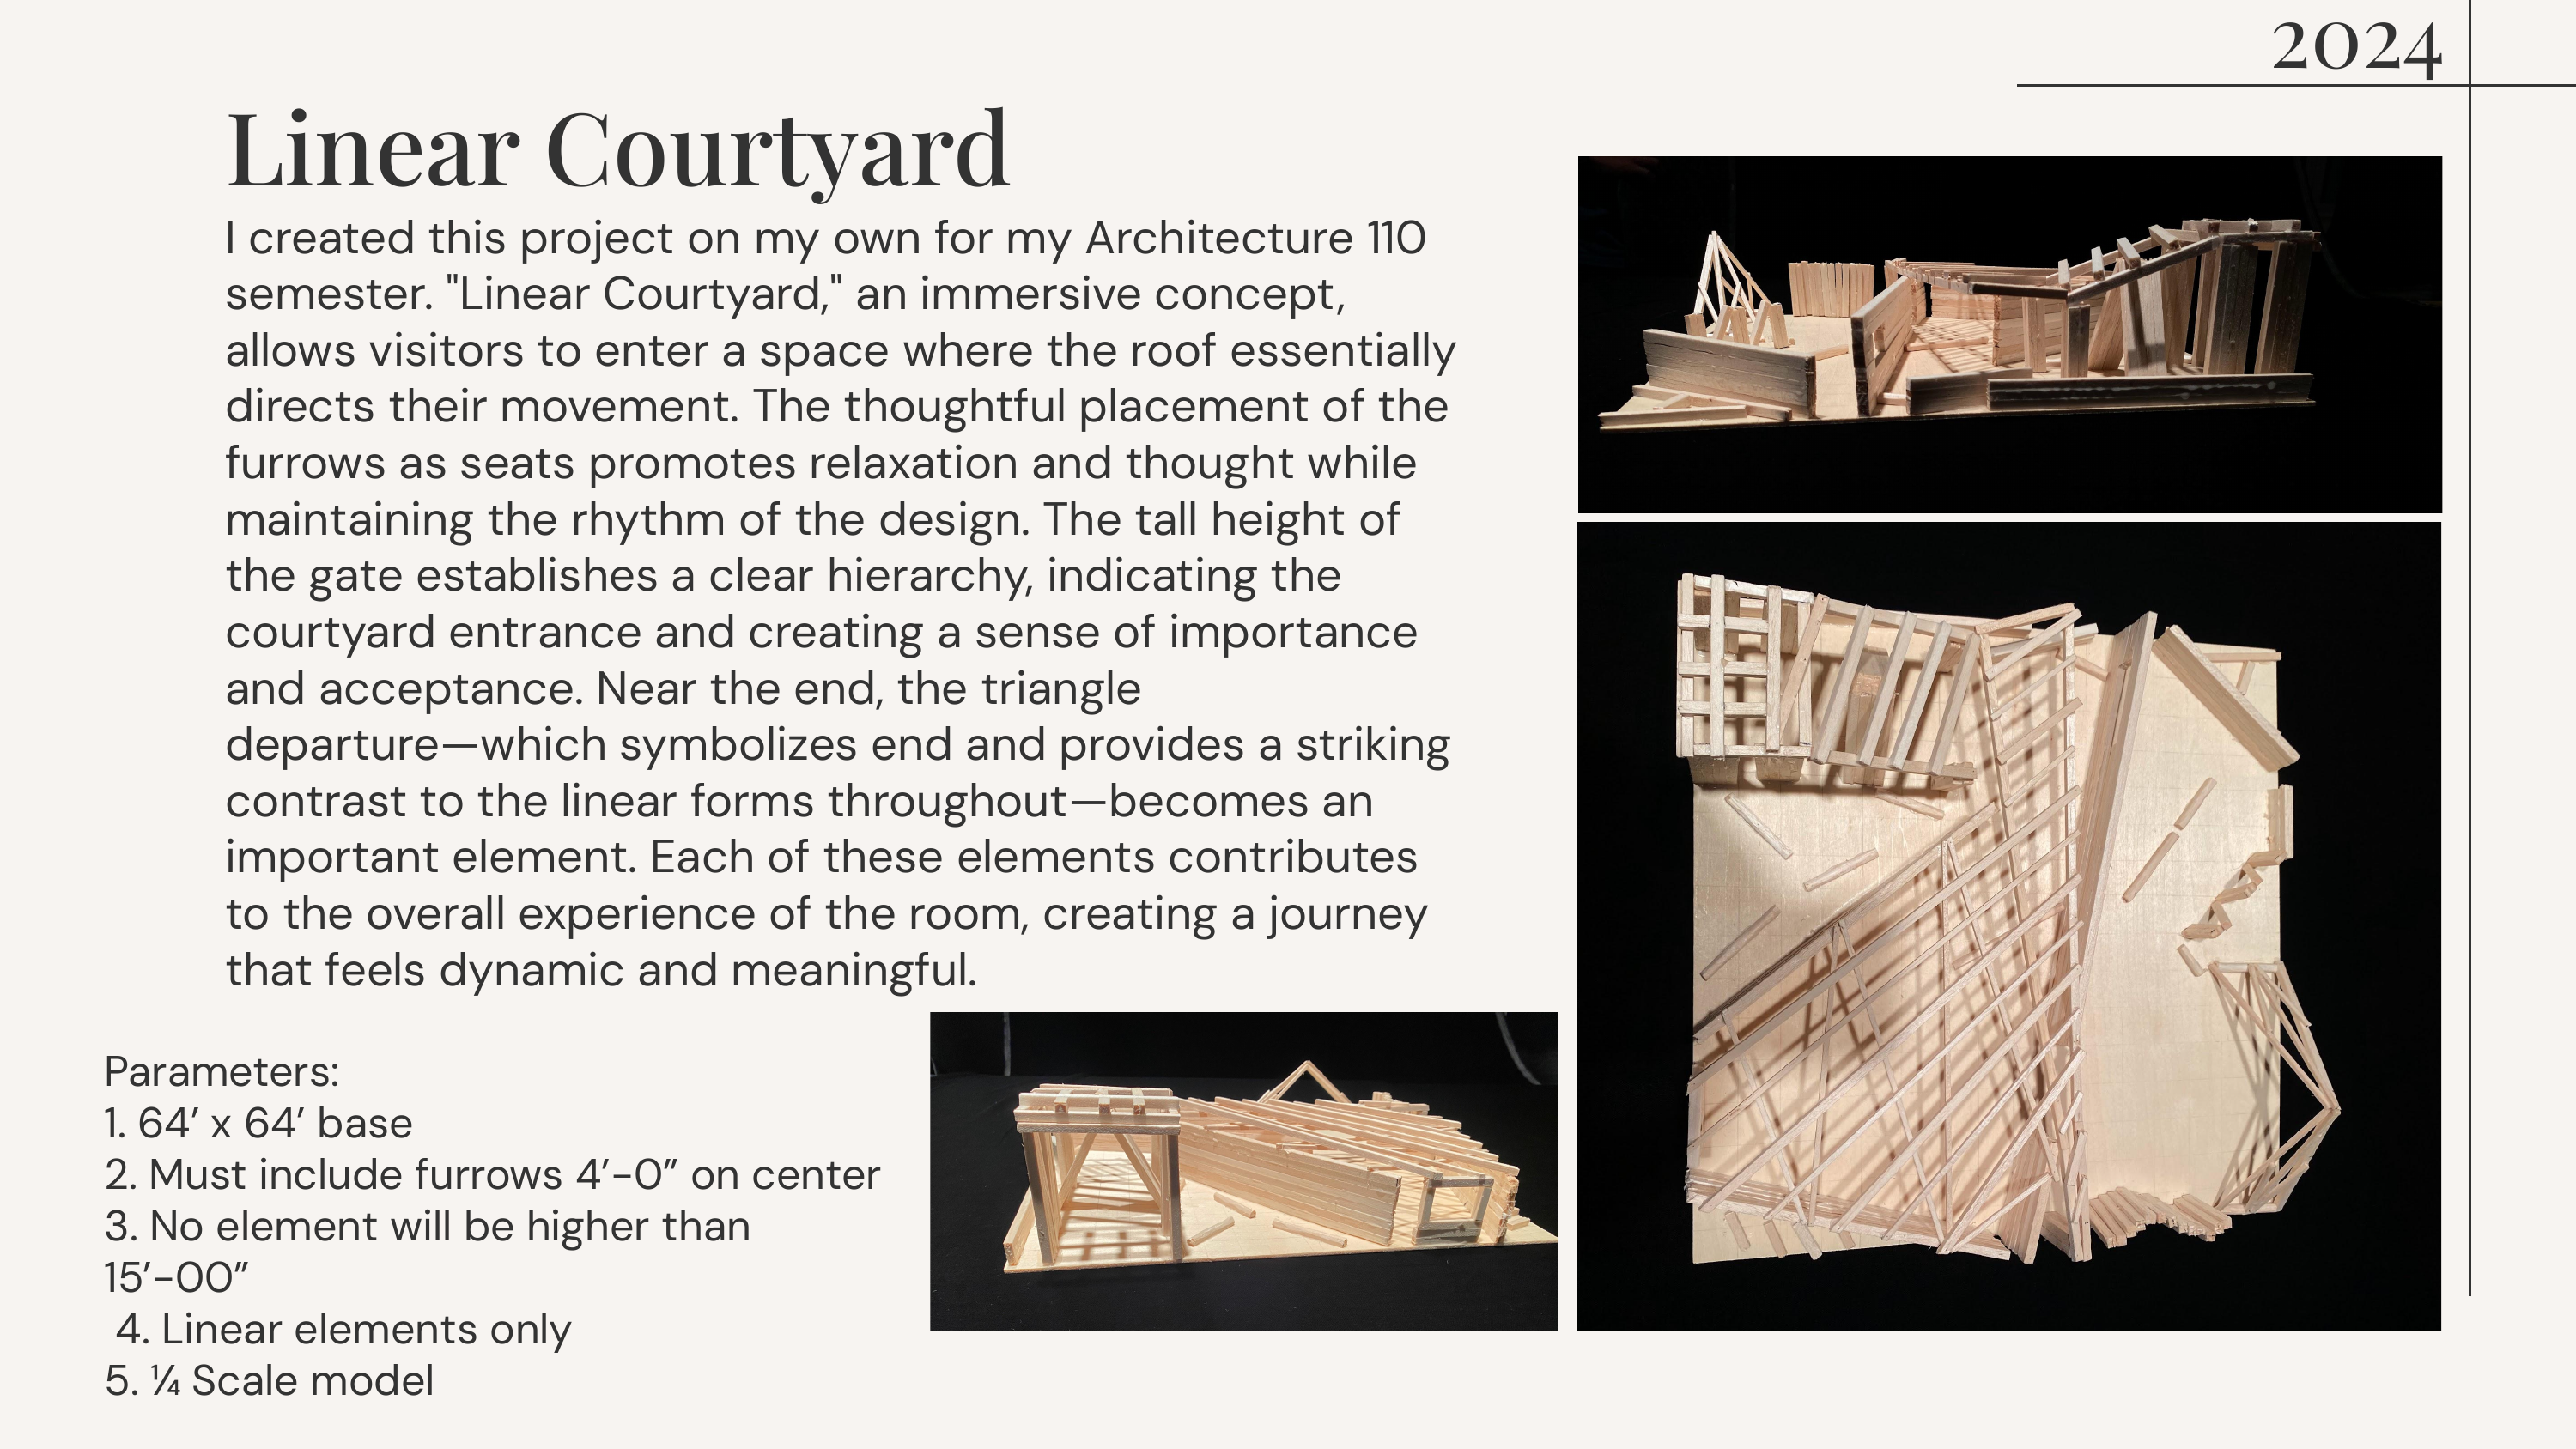 2024
Linear Courtyard
I created this project on my own for my Architecture 110
semester. "Linear Courtyard," an immersive concept,
allows visitors to enter a space where the roof essentially
directs their movement. The thoughtful placement of the
furrows as seats promotes relaxation and thought while
maintaining the rhythm of the design. The tall height of
the gate establishes a clear hierarchy, indicating the
courtyard entrance and creating a sense of importance
and acceptance. Near the end, the triangle
departure—which symbolizes end and provides a striking
contrast to the linear forms throughout—becomes an
important element. Each of these elements contributes
to the overall experience of the room, creating a journey
that feels dynamic and meaningful.
Parameters:
1. 64’ x 64’ base
2. Must include furrows 4’-0” on center
3. No element will be higher than
15’-00”
4. Linear elements only
5. ¼ Scale model